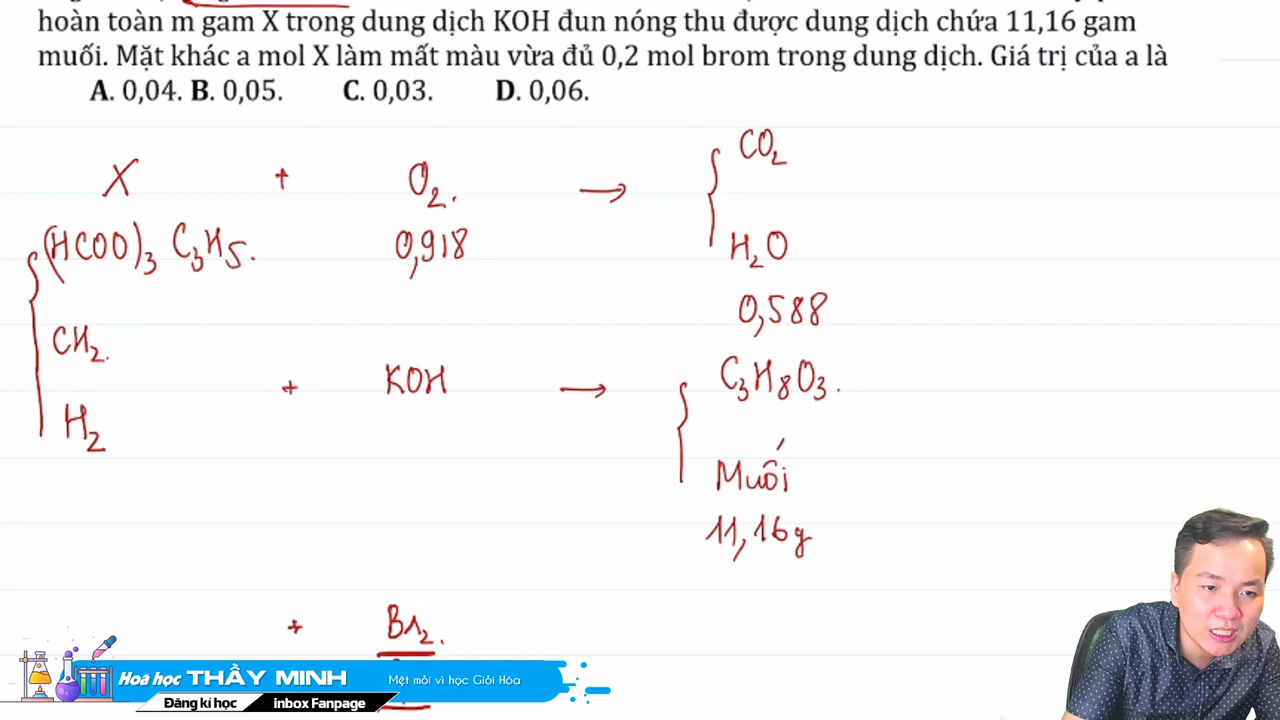 hoàn toàn m gam X trong dung dịch KOH đun nóng thu được dung dịch chứa 11,16 gam
muối. Mặt khác a mol X làm mất màu vừa đủ 0,2 mol brom trong dung dịch. Giá trị của a là
A. 0,04. B. 0,05. C. 0,03. D. 0,06.
X + O₂. → CO₂
(HCOO)₃C₃H₅. 0,918 H₂O
0,588
CH₂.
H₂ + KOH → C₃H₈O₃.
Muối
11,16g
+ Br₂.
Hoá học THẦY MINH Mệt mỏi vì học Giỏi Hóa
Đăng kí học inbox Fanpage